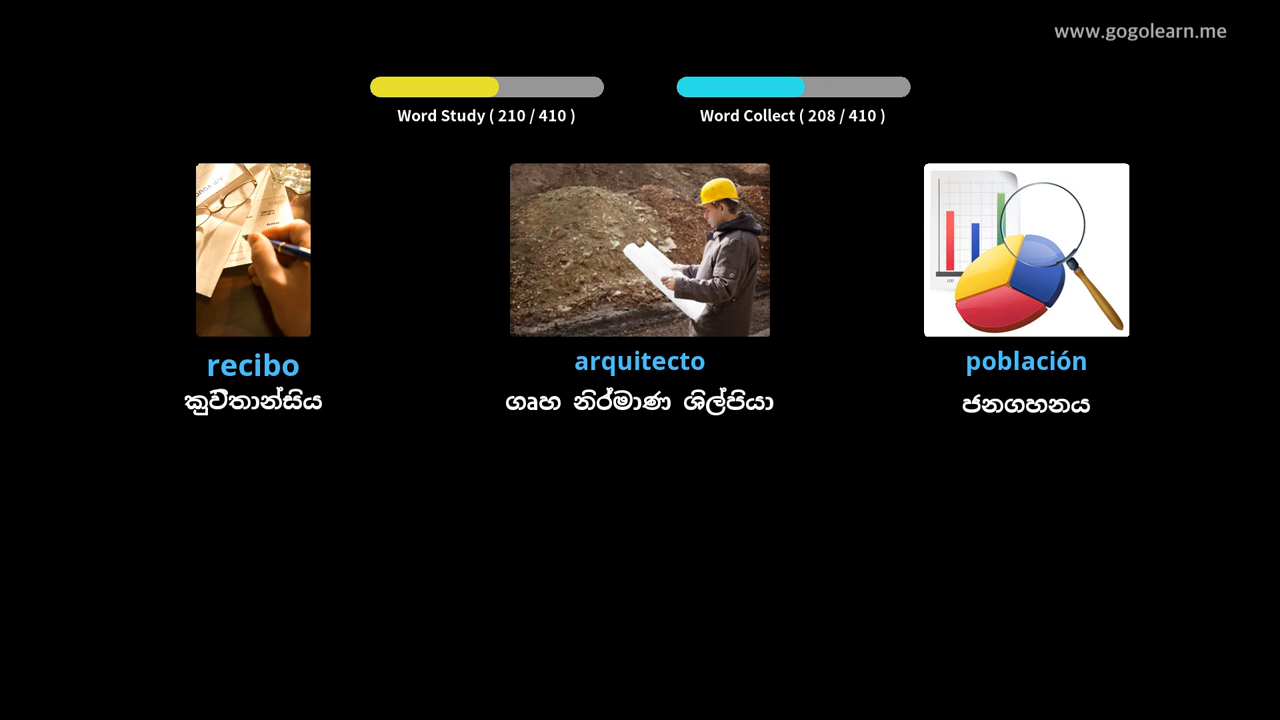 www.gogolearn.me
Word Study ( 210 / 410 )
Word Collect ( 208 / 410 )
recibo
කුවිතාන්සිය
arquitecto
ගෘහ නිර්මාණ ශිල්පියා
población
ජනගහනය